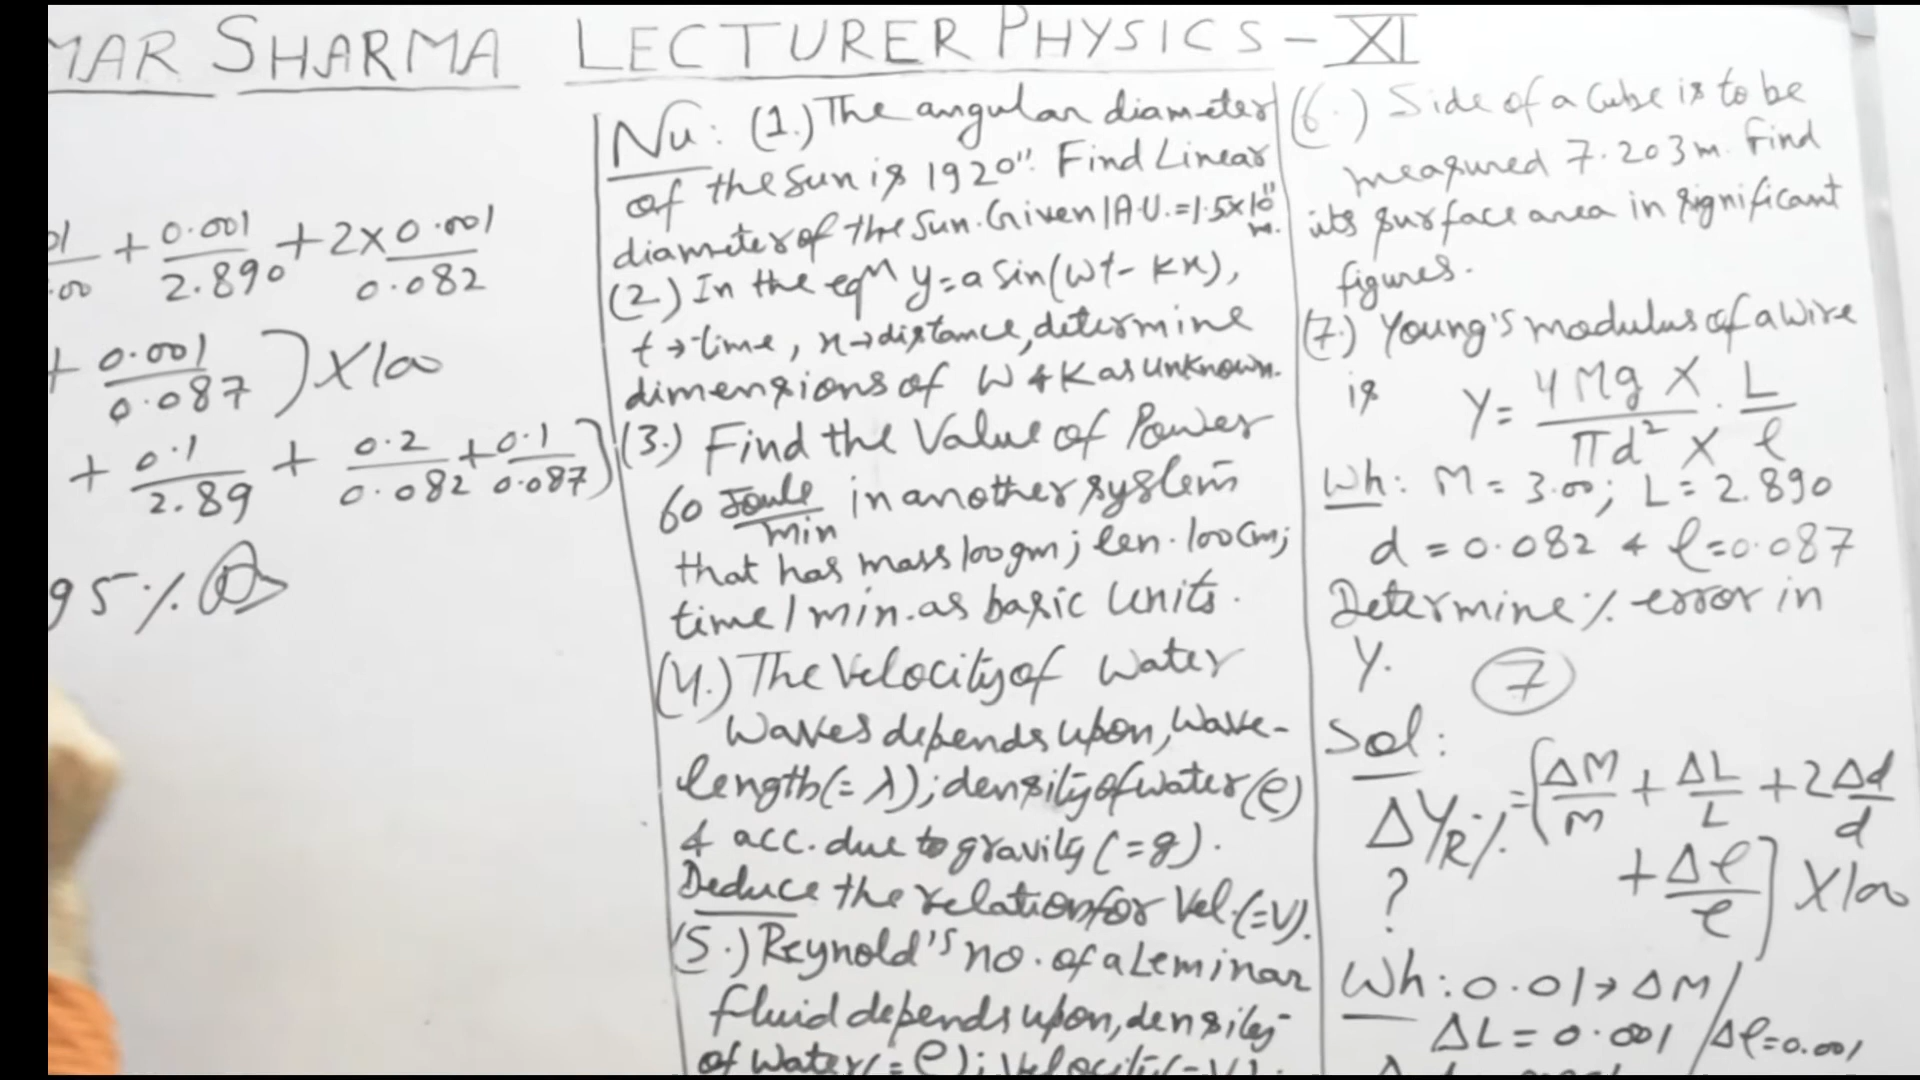 MAR SHARMA LECTURER PHYSICS - XI
+ 0.001/2.890 + 2×0.001/0.082
+ 0.001/0.087 ) X100
+ 0.1/2.89 + 0.2/0.082 + 0.1/0.087 )
95%
Nu: (1.) The angular diameter
of the sun is 1920". Find Linear
diameter of the Sun. Given 1 A.U. = 1.5×10¹¹ m.
(2.) In the eqn y=a sin(wt - kx),
t→time, x→distance, determine
dimensions of w & k as unknown.
(3.) Find the Value of Power
60 Joule/min in another system
that has mass 100 gm; len. 100 cm;
time 1 min. as basic Units.
(4.) The Velocity of Water
Waves depends upon, Wave-
length (= λ); density of water (ρ)
& acc. due to gravity (= g).
Deduce the relation for Vel. (=V).
(5.) Reynold's no. of a Leminar
fluid depends upon, density
of Water (= ρ); Velocity (= V);
(6.) Side of a Cube is to be
measured 7.203 m. Find
its surface area in significant
figures.
(7.) Young's modulus of a wire
is Y = 4Mg X/πd² X . L/l
Wh: M = 3.00; L = 2.890
d = 0.082 & l = 0.087
Determine % error in
Y. 7
Sol:
ΔY_R% = [ΔM/M + ΔL/L + 2Δd/d
? + Δl/l] X100
Wh: 0.01 → ΔM/
ΔL = 0.001 / Δl = 0.001